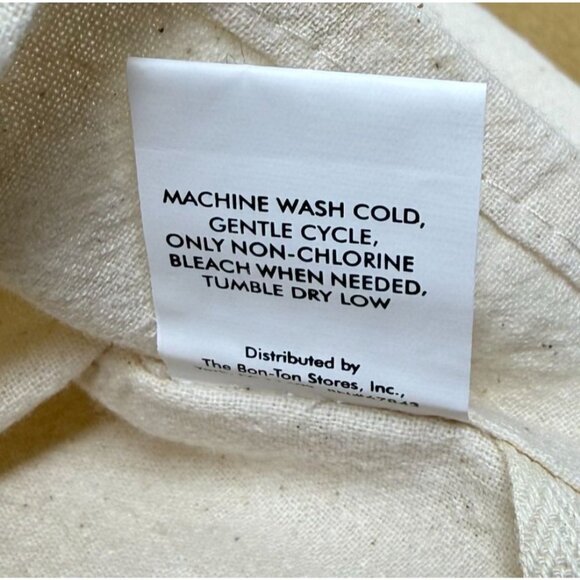 MACHINE WASH COLD,
GENTLE CYCLE,
ONLY NON-CHLORINE
BLEACH WHEN NEEDED,
TUMBLE DRY LOW
Distributed by
The Bon-Ton Stores, Inc.,